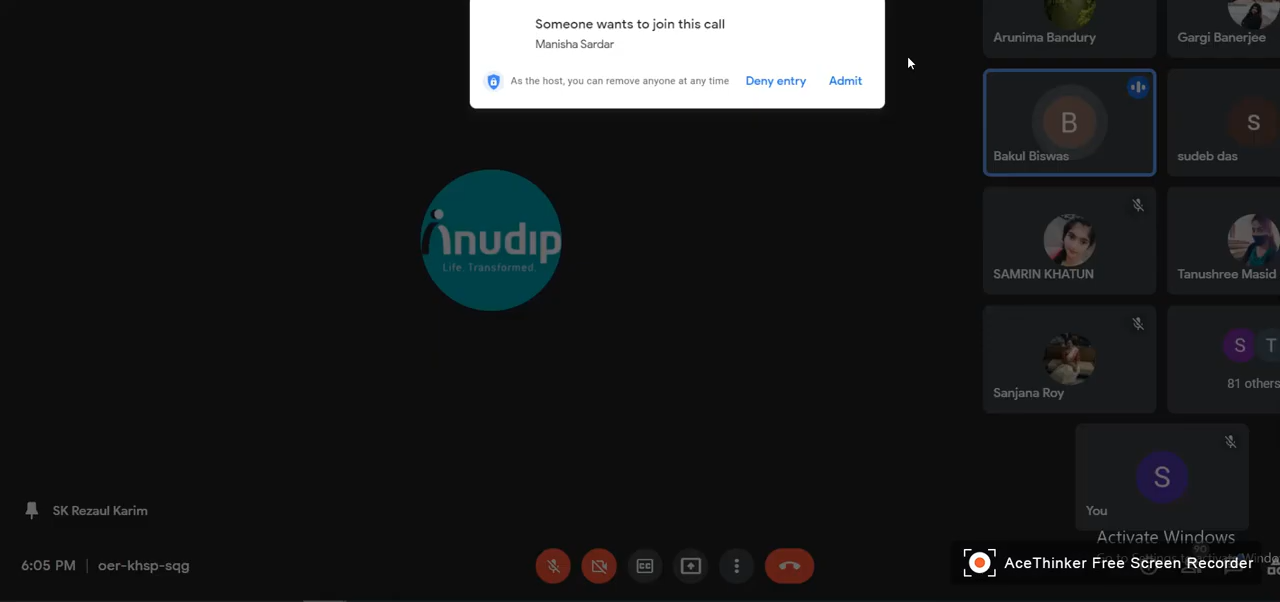 Someone wants to join this call
Manisha Sardar
As the host, you can remove anyone at any time
Deny entry
Admit
Arunima Bandury
Gargi Banerjee
B
Bakul Biswas
S
sudeb das
inudip
Life. Transformed.
SAMRIN KHATUN
Tanushree Masid
Sanjana Roy
S
T
81 others
S
You
SK Rezaul Karim
6:05 PM | oer-khsp-sqg
CC
Activate Windows
90
AceThinker Free Screen Recorder